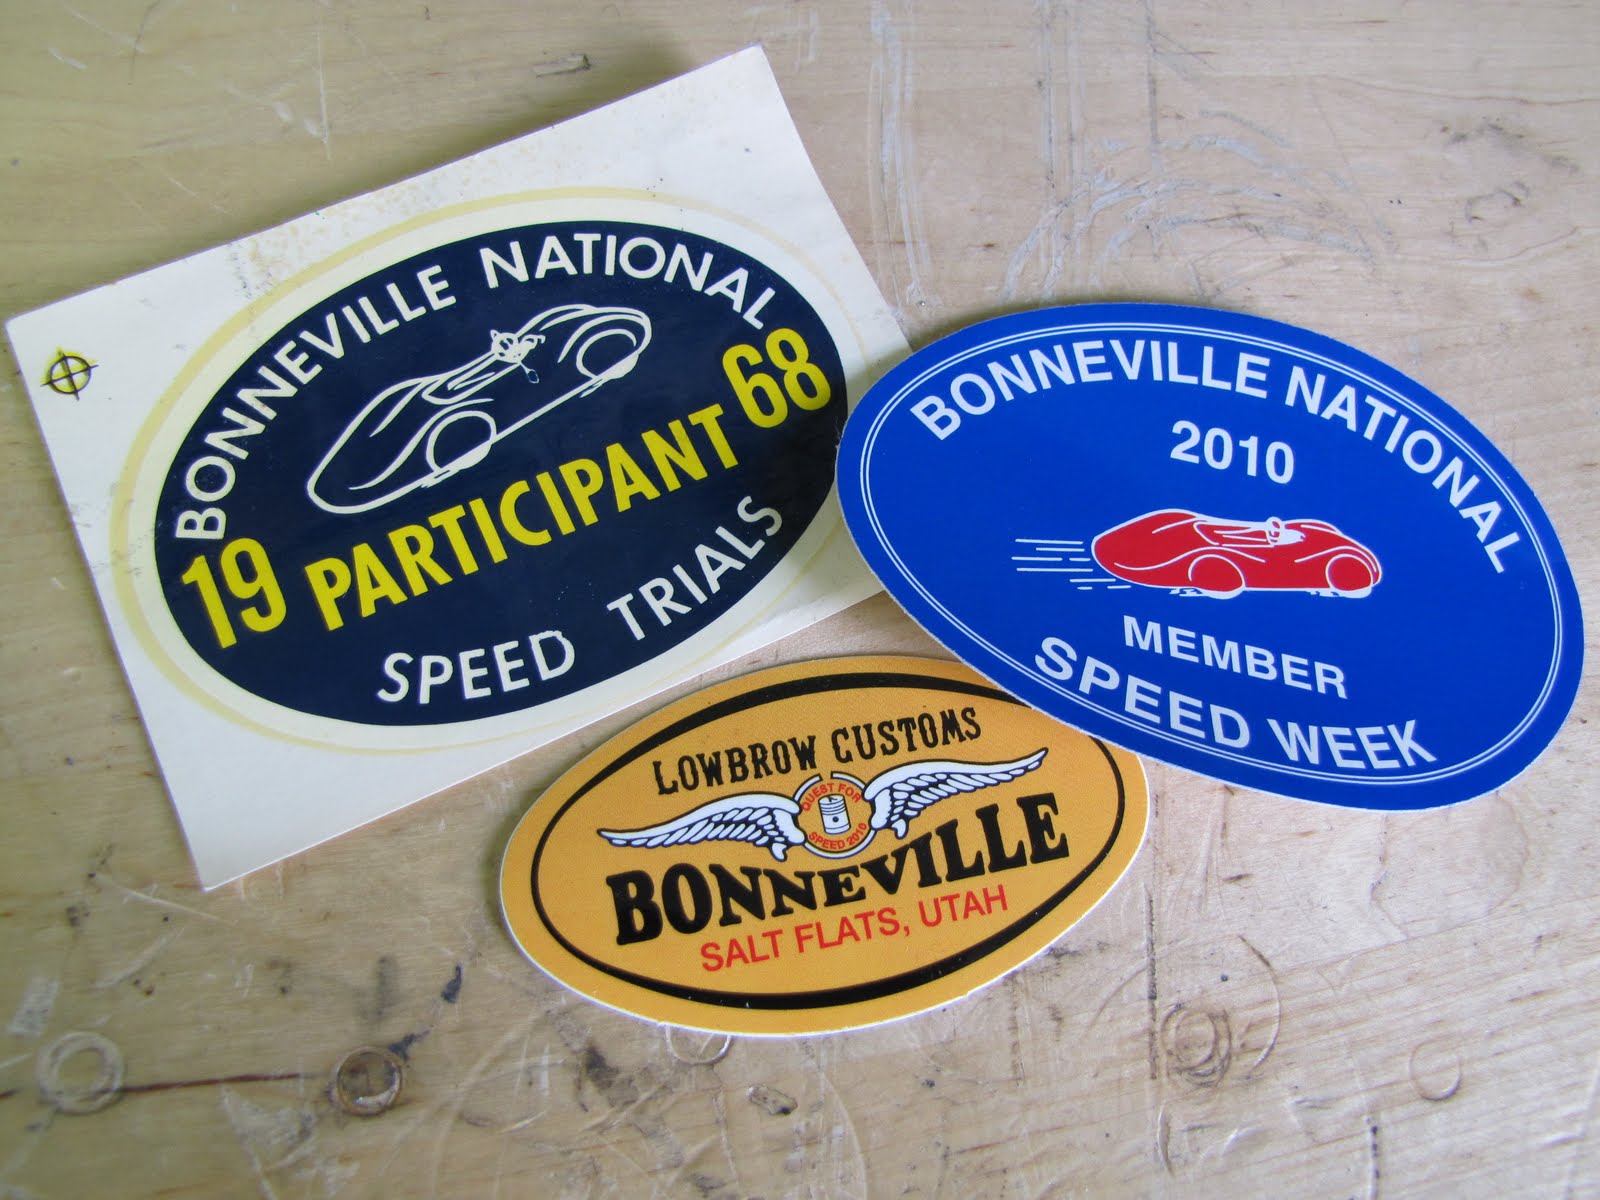 BONNEVILLE NATIONAL
19 PARTICIPANT 68
SPEED TRIALS
BONNEVILLE NATIONAL
2010
MEMBER
SPEED WEEK
LOWBROW CUSTOMS
QUEST FOR
SPEED 2010
BONNEVILLE
SALT FLATS, UTAH